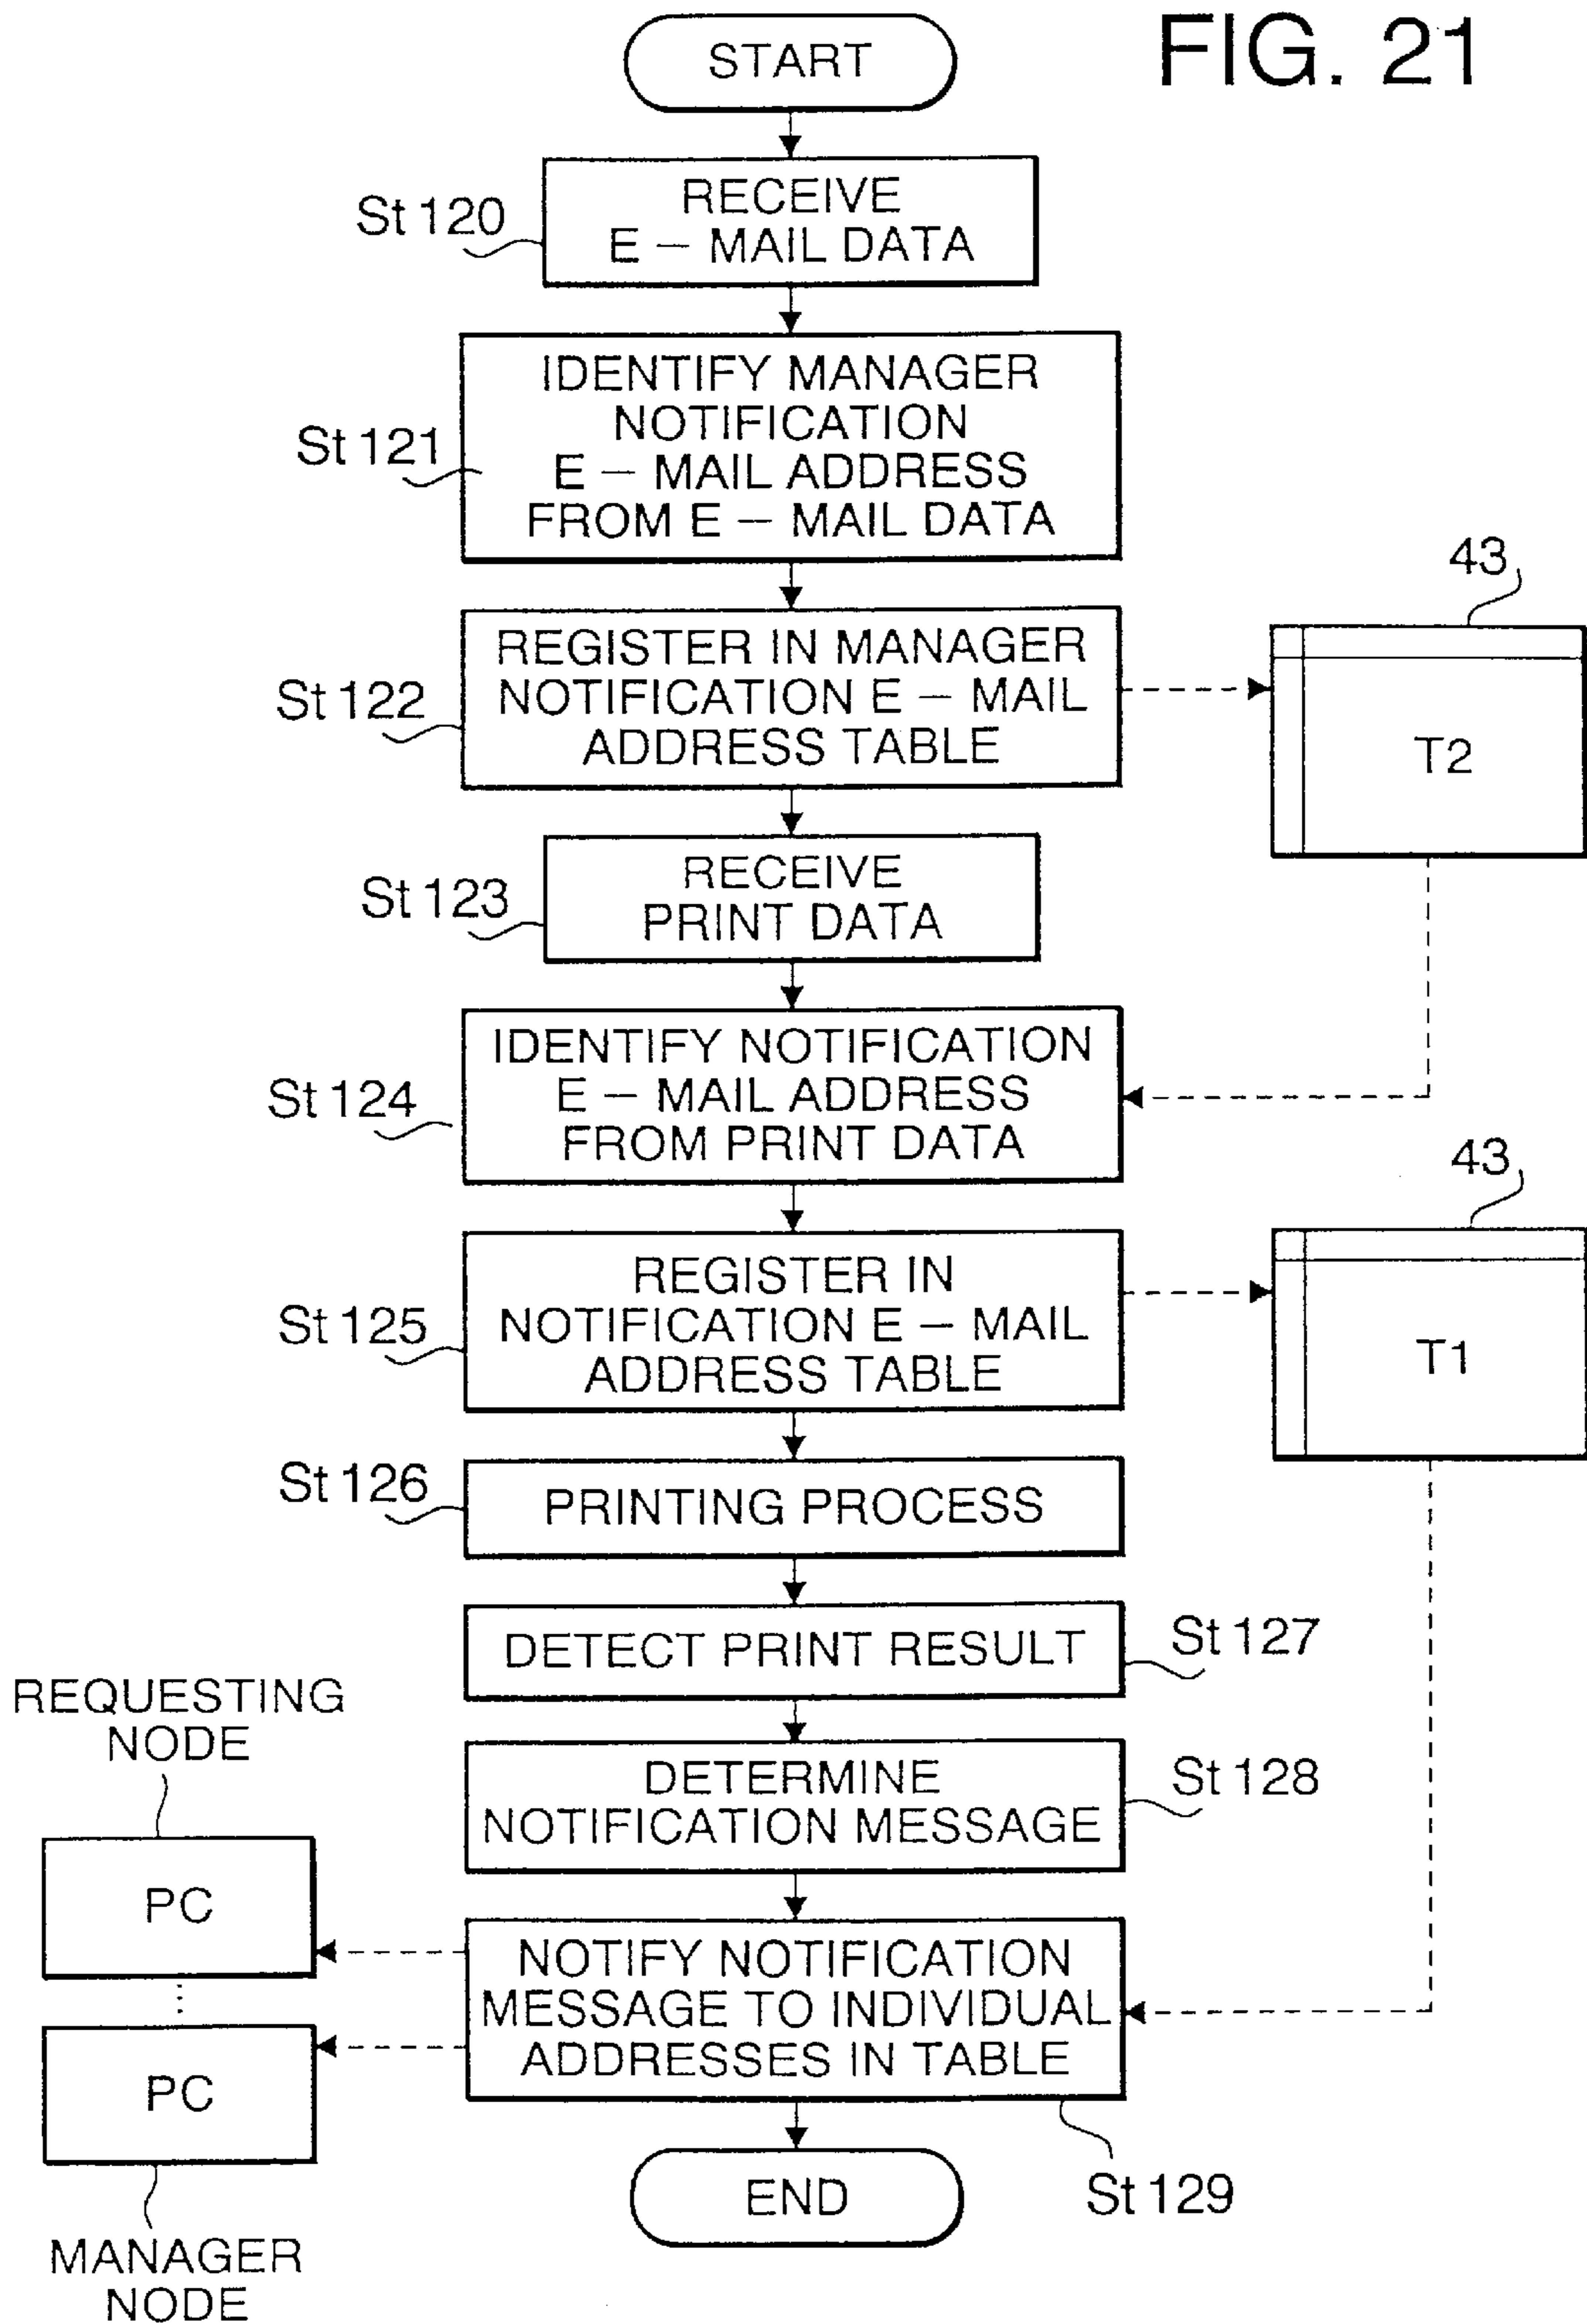 FIG. 21
START
St 120
RECEIVE
E – MAIL DATA
St 121
IDENTIFY MANAGER
NOTIFICATION
E – MAIL ADDRESS
FROM E – MAIL DATA
St 122
REGISTER IN MANAGER
NOTIFICATION E – MAIL
ADDRESS TABLE
43
T2
St 123
RECEIVE
PRINT DATA
St 124
IDENTIFY NOTIFICATION
E – MAIL ADDRESS
FROM PRINT DATA
St 125
REGISTER IN
NOTIFICATION E – MAIL
ADDRESS TABLE
43
T1
St 126
PRINTING PROCESS
DETECT PRINT RESULT
St 127
DETERMINE
NOTIFICATION MESSAGE
St 128
REQUESTING
NODE
PC
PC
MANAGER
NODE
NOTIFY NOTIFICATION
MESSAGE TO INDIVIDUAL
ADDRESSES IN TABLE
St 129
END